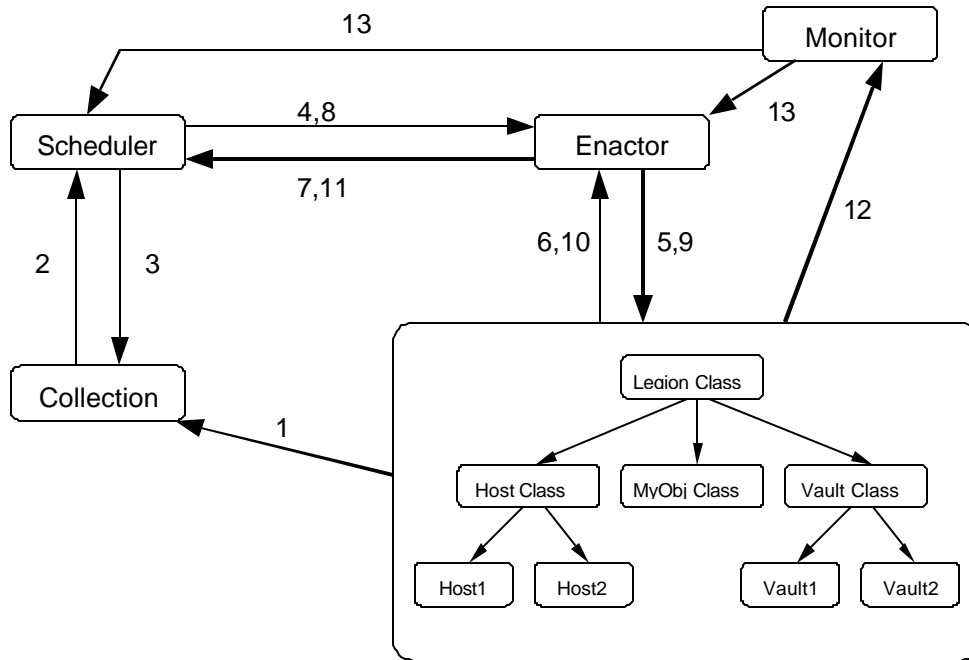 13
Monitor
4,8
13
Scheduler
Enactor
7,11
12
6,10
5,9
2
3
Legion Class
Collection
1
Host Class
MyObj Class
Vault Class
Host1
Host2
Vault1
Vault2